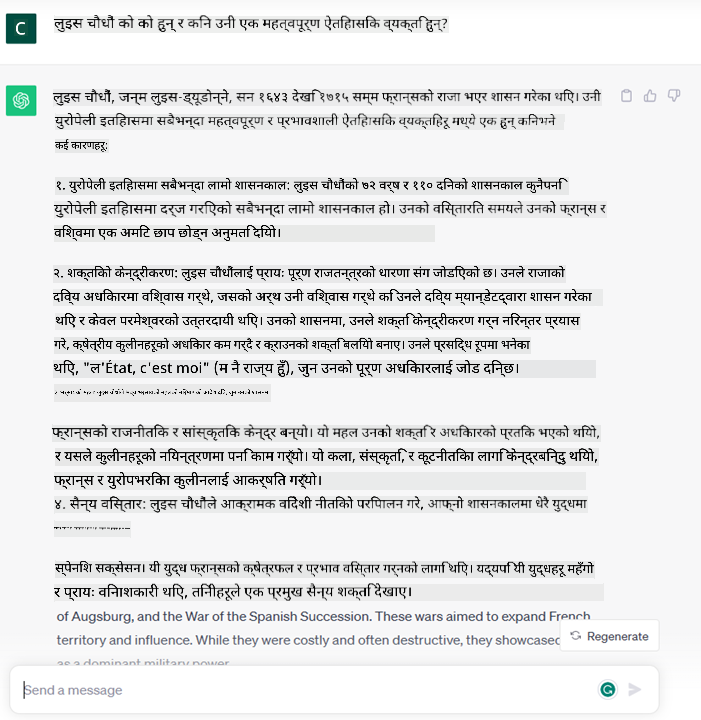 C
लुइस चौधौ को को हुन् र कनि उनी एक महत्वपूर्ण ऐतिहासिक व्यक्ति हुन्?
लुइस चौधौं, जन्म लुइस-ड्यूडोन्ने, सन १६४३ देखि १७१५ सम्म फ्रान्सको राजा भएर शासन गरेका थिए। उनी
युरोपेली इतिहासमा सबैभन्दा महत्वपूर्ण र प्रभावशाली ऐतिहासिक व्यक्तिहरू मध्ये एक हुन् किनभने
कई कारणहरू:
१. युरोपेली इतिहासमा सबैभन्दा लामो शासनकाल: लुइस चौधौंको ७२ वर्ष र ११० दिनको शासनकाल कुनैपनि
युरोपेली इतिहासमा दर्ज गरिएको सबैभन्दा लामो शासनकाल हो। उनको विस्तारित समयले उनको फ्रान्स र
विश्वमा एक अमिट छाप छोड्न अनुमति दियो।
२. शक्तिको केन्द्रीकरण: लुइस चौधौंलाई प्रायः पूर्ण राजतन्त्रको धारणा संग जोडिएको छ। उनले राजाको
दिव्य अधिकारमा विश्वास गर्थे, जसको अर्थ उनी विश्वास गर्थे कि उनले दिव्य म्यान्डेटद्वारा शासन गरेका
थिए र केवल परमेश्वरको उत्तरदायी थिए। उनको शासनमा, उनले शक्ति केन्द्रीकरण गर्न निरन्तर प्रयास
गरे, क्षेत्रीय कुलीनहरूको अधिकार कम गर्दै र क्राउनको शक्ति बलियो बनाए। उनले प्रसिद्धि रूपमा भनेका
थिए, "ल'État, c'est moi" (म नै राज्य हुँ), जुन उनको पूर्ण अधिकारलाई जोड दिन्छ।
फ्रान्सको राजनीतिक र सांस्कृतिक केन्द्र बन्यो। यो महल उनको शक्ति र अधिकारको प्रतीक भएको थियो,
र यसले कुलीनहरूको नियन्त्रणमा पनि काम गर्‍यो। यो कला, संस्कृति, र कूटनीतिका लागि केन्द्रबिन्दु थियो,
फ्रान्स र युरोपभरिका कुलीनलाई आकर्षित गर्‍यो।
४. सैन्य विस्तार: लुइस चौधौंले आक्रामक विदेशी नीतिको परिपालन गरे, आफ्नो शासनकालमा धेरै युद्धमा
स्पेनिश सक्सेसन। यी युद्ध फ्रान्सको क्षेत्रफल र प्रभाव विस्तार गर्नको लागि थिए। यद्यपि यी युद्धहरू महँगो
र प्रायः विनाशकारी थिए, तिनीहरूले एक प्रमुख सैन्य शक्ति देखाए।
of Augsburg, and the War of the Spanish Succession. These wars aimed to expand French
territory and influence. While they were costly and often destructive, they showcased
as a dominant military power.
Regenerate
Send a message